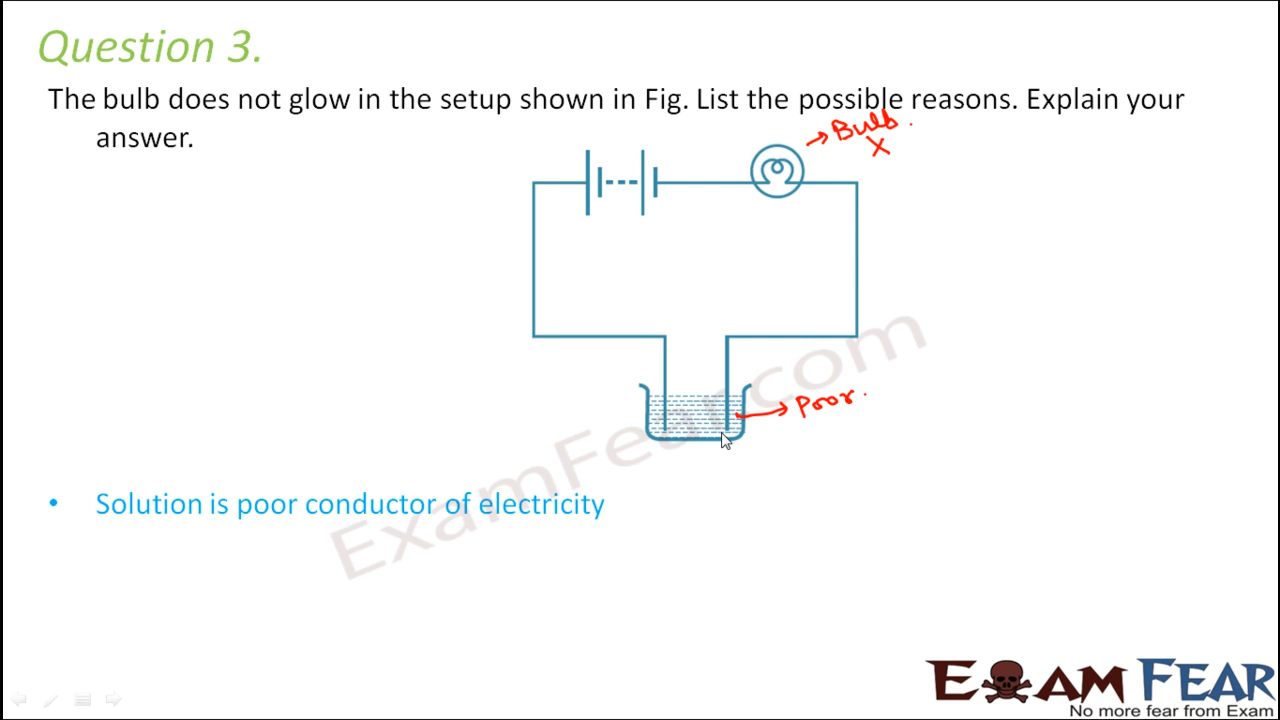 Question 3.
The bulb does not glow in the setup shown in Fig. List the possible reasons. Explain your
answer.
→ Bulb.
X
→ Poor.
ExamFear.com
• Solution is poor conductor of electricity
EXAM FEAR
No more fear from Exam